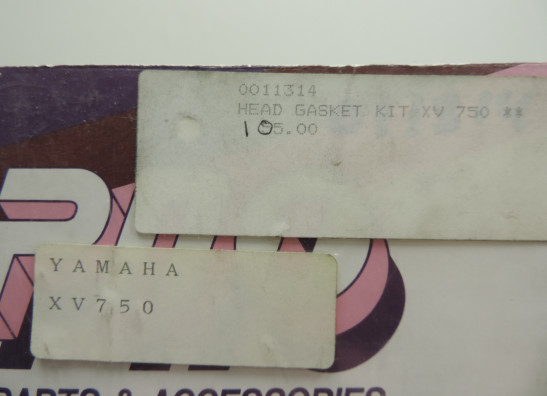 0011314
HEAD GASKET KIT XV 750 **
105.00
YAMAHA
XV750
PARTS & ACCESSORIES